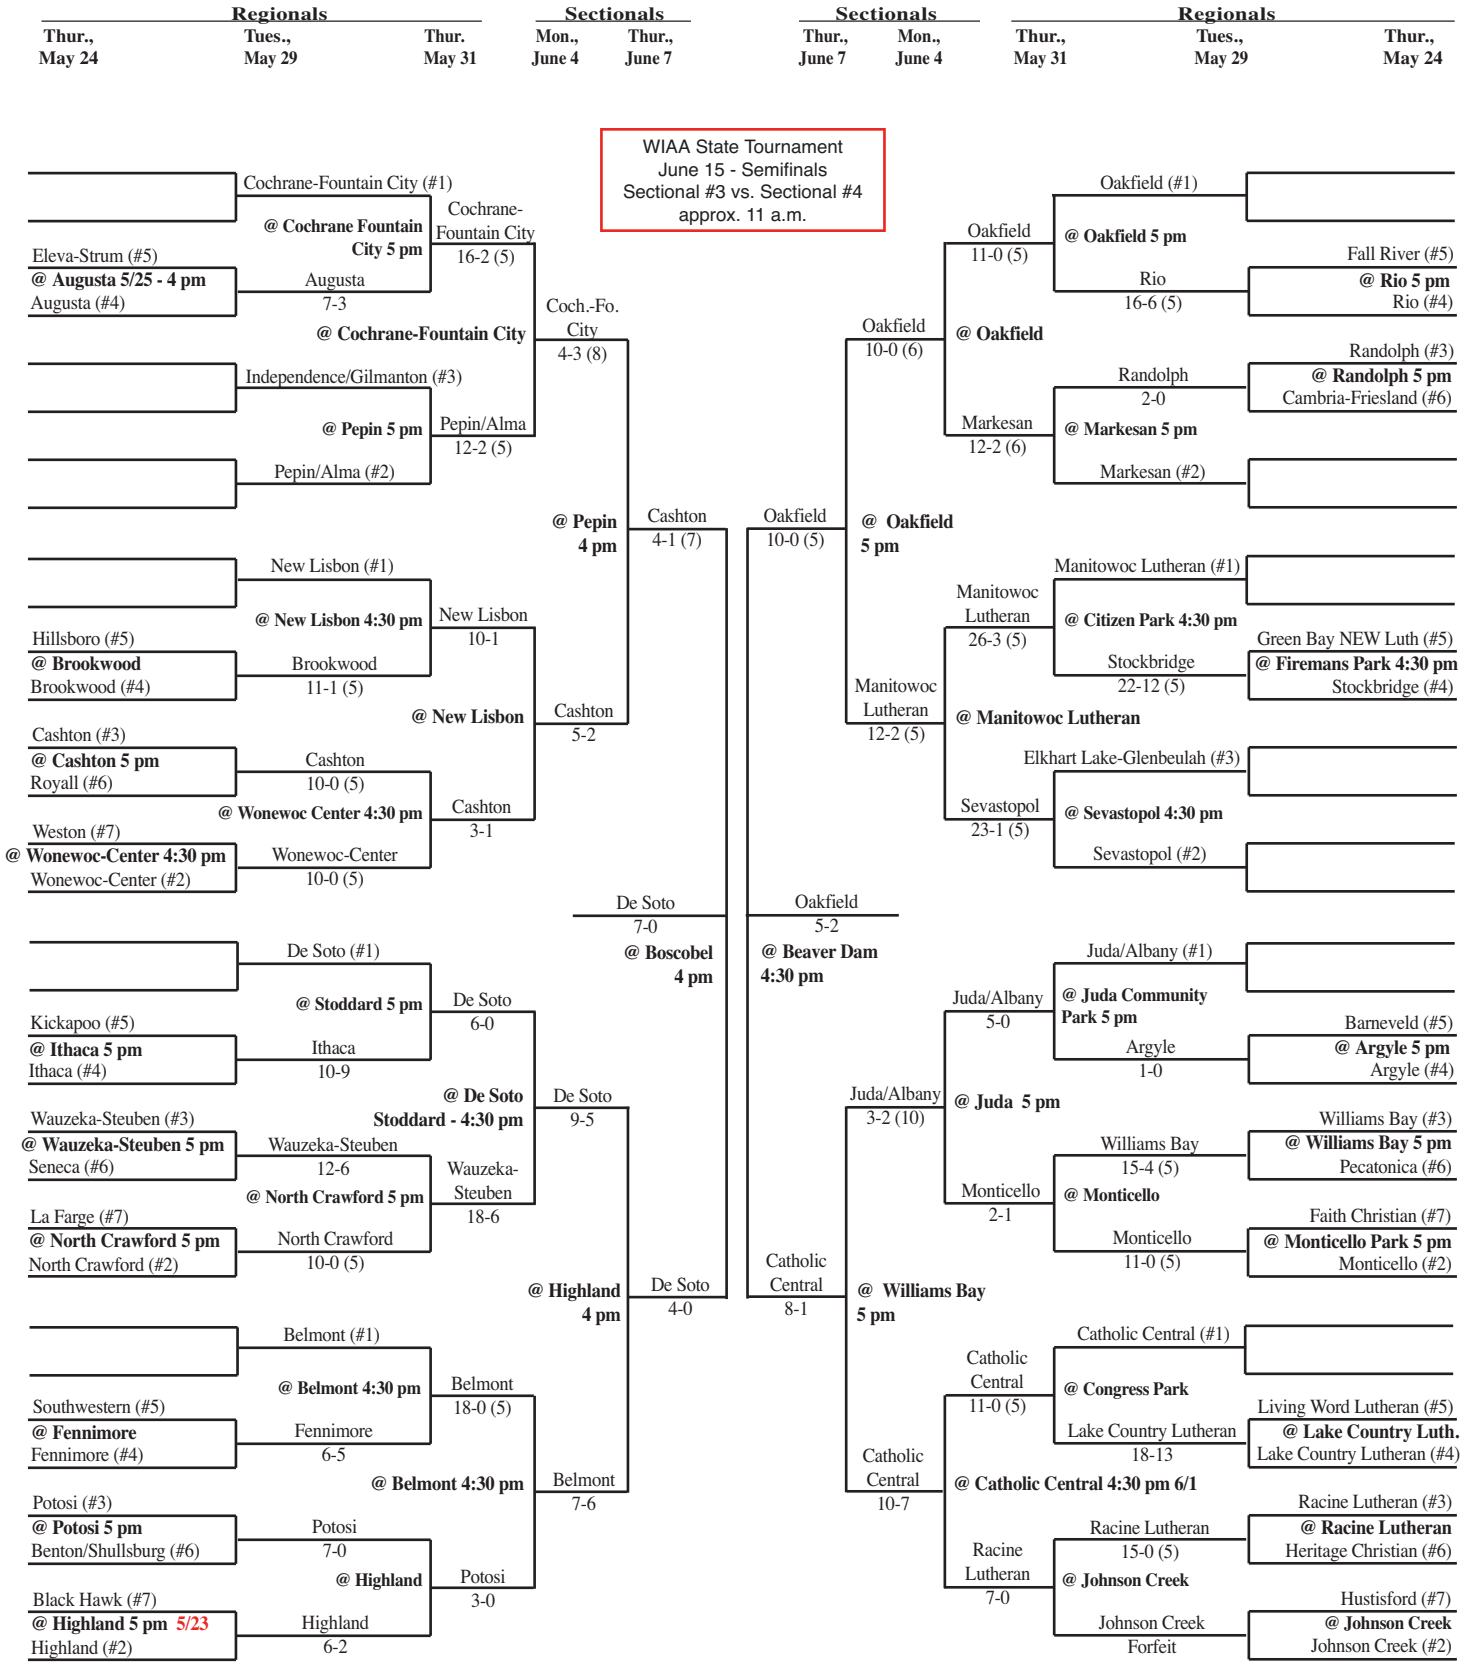 Regionals
Sectionals
Sectionals
Regionals
Thur., May 24
Tues., May 29
Thur. May 31
Mon., June 4
Thur., June 7
Thur., June 7
Mon., June 4
Thur., May 31
Tues., May 29
Thur., May 24
WIAA State Tournament
June 15 - Semifinals
Sectional #3 vs. Sectional #4
approx. 11 a.m.
Cochrane-Fountain City (#1)
@ Cochrane Fountain
City 5 pm
Cochrane-
Fountain City
16-2 (5)
Eleva-Strum (#5)
@ Augusta 5/25 - 4 pm
Augusta (#4)
Augusta
7-3
@ Cochrane-Fountain City
Coch.-Fo.
City
4-3 (8)
Independence/Gilmanton (#3)
@ Pepin 5 pm
Pepin/Alma
12-2 (5)
Pepin/Alma (#2)
@ Pepin
4 pm
Cashton
4-1 (7)
New Lisbon (#1)
@ New Lisbon 4:30 pm
New Lisbon
10-1
Hillsboro (#5)
@ Brookwood
Brookwood (#4)
Brookwood
11-1 (5)
@ New Lisbon
Cashton
5-2
Cashton (#3)
@ Cashton 5 pm
Royall (#6)
Cashton
10-0 (5)
@ Wonewoc Center 4:30 pm
Cashton
3-1
Weston (#7)
@ Wonewoc-Center 4:30 pm
Wonewoc-Center (#2)
Wonewoc-Center
10-0 (5)
De Soto
7-0
@ Boscobel
4 pm
De Soto (#1)
@ Stoddard 5 pm
De Soto
6-0
Kickapoo (#5)
@ Ithaca 5 pm
Ithaca (#4)
Ithaca
10-9
@ De Soto
Stoddard - 4:30 pm
De Soto
9-5
Wauzeka-Steuben (#3)
@ Wauzeka-Steuben 5 pm
Seneca (#6)
Wauzeka-Steuben
12-6
@ North Crawford 5 pm
Wauzeka-
Steuben
18-6
La Farge (#7)
@ North Crawford 5 pm
North Crawford (#2)
North Crawford
10-0 (5)
@ Highland
4 pm
De Soto
4-0
Belmont (#1)
@ Belmont 4:30 pm
Belmont
18-0 (5)
Southwestern (#5)
@ Fennimore
Fennimore (#4)
Fennimore
6-5
@ Belmont 4:30 pm
Belmont
7-6
Potosi (#3)
@ Potosi 5 pm
Benton/Shullsburg (#6)
Potosi
7-0
@ Highland
Potosi
3-0
Black Hawk (#7)
@ Highland 5 pm 5/23
Highland (#2)
Highland
6-2
Oakfield (#1)
Oakfield
11-0 (5)
@ Oakfield 5 pm
Fall River (#5)
@ Rio 5 pm
Rio (#4)
Rio
16-6 (5)
Oakfield
10-0 (6)
@ Oakfield
Randolph (#3)
@ Randolph 5 pm
Cambria-Friesland (#6)
Randolph
2-0
Markesan
12-2 (6)
@ Markesan 5 pm
Markesan (#2)
Oakfield
10-0 (5)
@ Oakfield
5 pm
Manitowoc Lutheran (#1)
Manitowoc
Lutheran
26-3 (5)
@ Citizen Park 4:30 pm
Green Bay NEW Luth (#5)
@ Firemans Park 4:30 pm
Stockbridge (#4)
Stockbridge
22-12 (5)
Manitowoc
Lutheran
12-2 (5)
@ Manitowoc Lutheran
Elkhart Lake-Glenbeulah (#3)
Sevastopol
23-1 (5)
@ Sevastopol 4:30 pm
Sevastopol (#2)
Oakfield
5-2
@ Beaver Dam
4:30 pm
Juda/Albany (#1)
Juda/Albany
5-0
@ Juda Community
Park 5 pm
Barneveld (#5)
@ Argyle 5 pm
Argyle (#4)
Argyle
1-0
Juda/Albany
3-2 (10)
@ Juda 5 pm
Williams Bay (#3)
@ Williams Bay 5 pm
Pecatonica (#6)
Williams Bay
15-4 (5)
Monticello
2-1
@ Monticello
Faith Christian (#7)
@ Monticello Park 5 pm
Monticello (#2)
Monticello
11-0 (5)
Catholic
Central
8-1
@ Williams Bay
5 pm
Catholic Central (#1)
Catholic
Central
11-0 (5)
@ Congress Park
Living Word Lutheran (#5)
@ Lake Country Luth.
Lake Country Lutheran (#4)
Lake Country Lutheran
18-13
Catholic
Central
10-7
@ Catholic Central 4:30 pm 6/1
Racine Lutheran (#3)
@ Racine Lutheran
Heritage Christian (#6)
Racine Lutheran
15-0 (5)
Racine
Lutheran
7-0
@ Johnson Creek
Hustisford (#7)
@ Johnson Creek
Johnson Creek (#2)
Johnson Creek
Forfeit